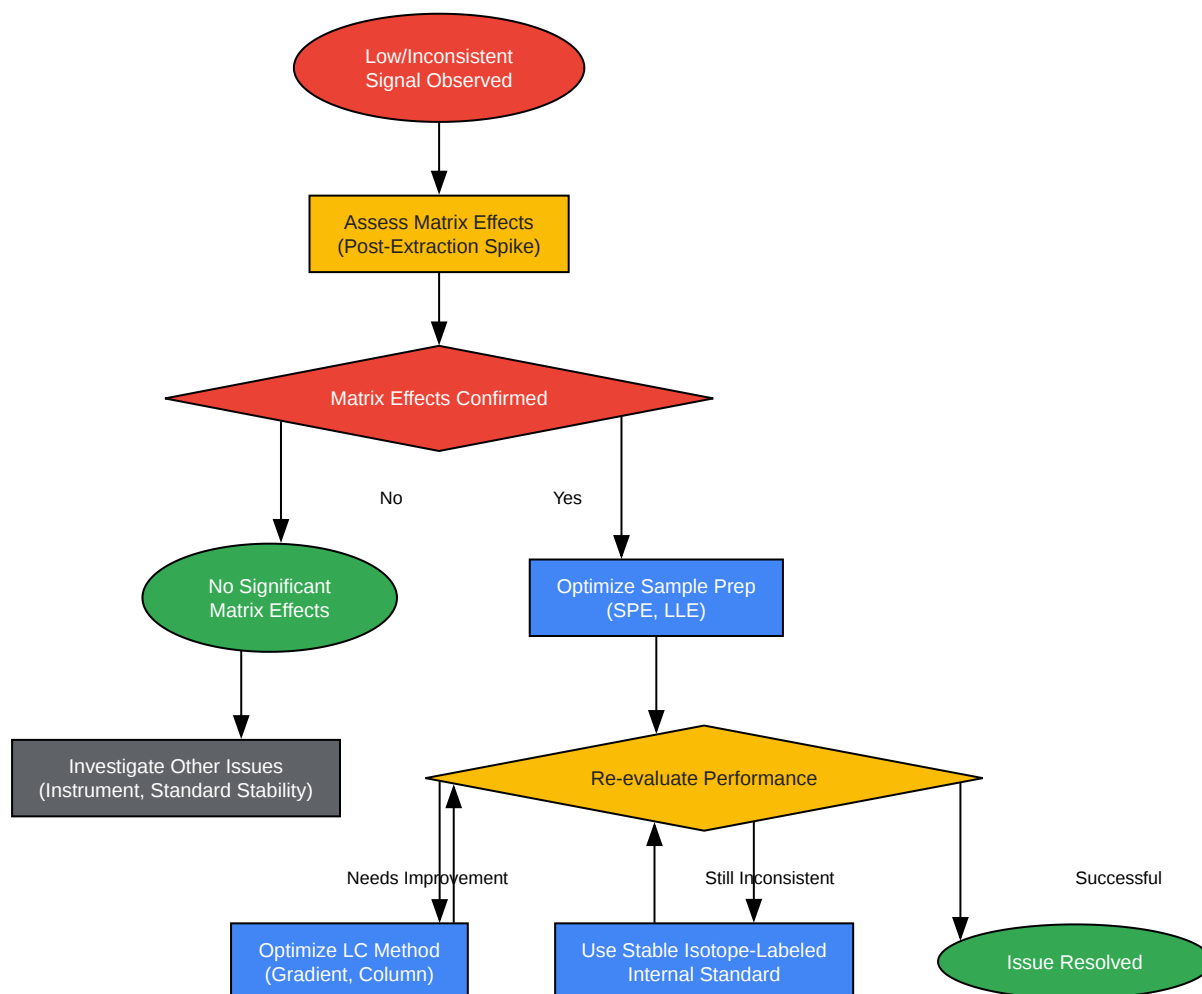 Low/Inconsistent
Signal Observed
Assess Matrix Effects
(Post-Extraction Spike)
Matrix Effects Confirmed
No
Yes
No Significant
Matrix Effects
Optimize Sample Prep
(SPE, LLE)
Investigate Other Issues
(Instrument, Standard Stability)
Re-evaluate Performance
Needs Improvement
Still Inconsistent
Successful
Optimize LC Method
(Gradient, Column)
Use Stable Isotope-Labeled
Internal Standard
Issue Resolved